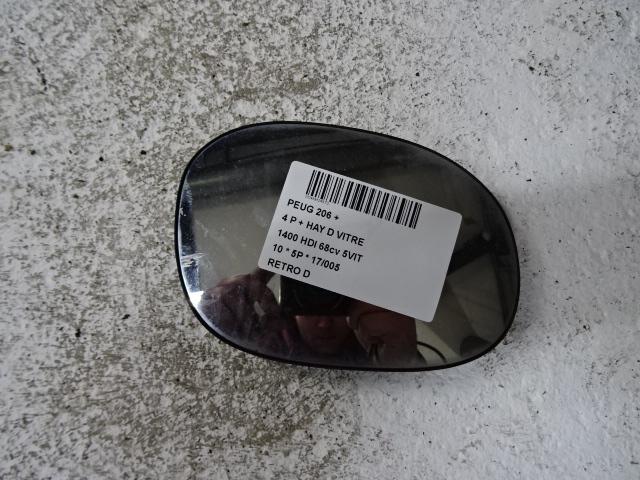 PEUG 206 +
4 P + HAY D VITRE
1400 HDI 68cv 5VIT
10 * 5P * 17/005
RETRO D